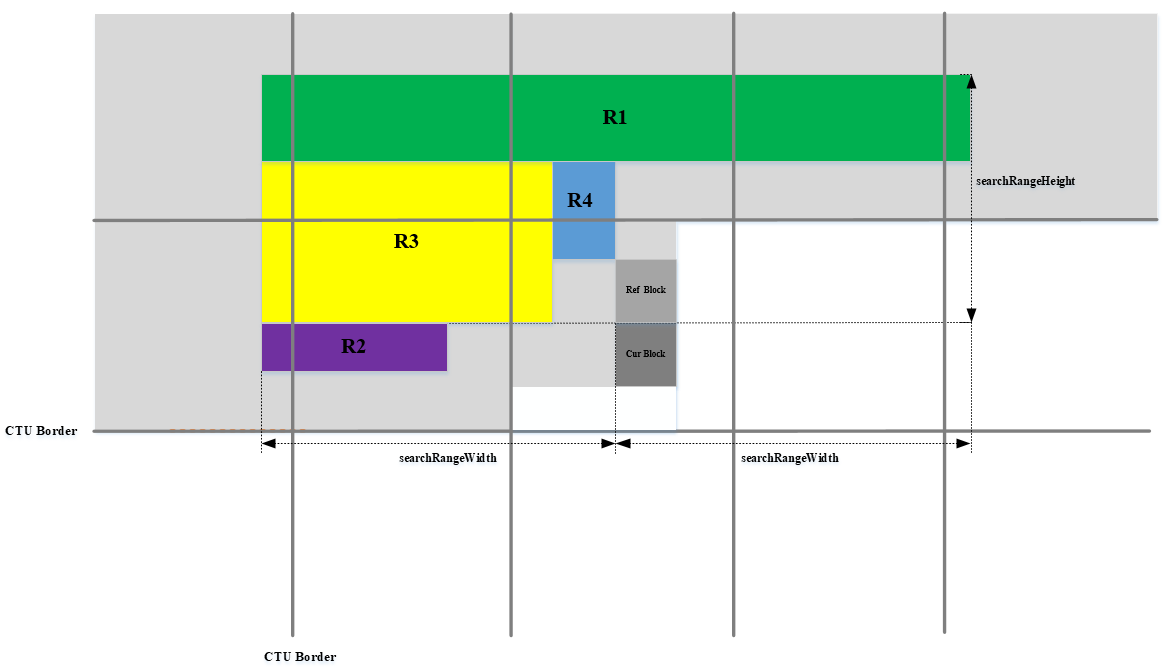 R1
searchRangeHeight
R4
R3
Ref Block
R2
Cur Block
CTU Border
searchRangeWidth
searchRangeWidth
CTU Border